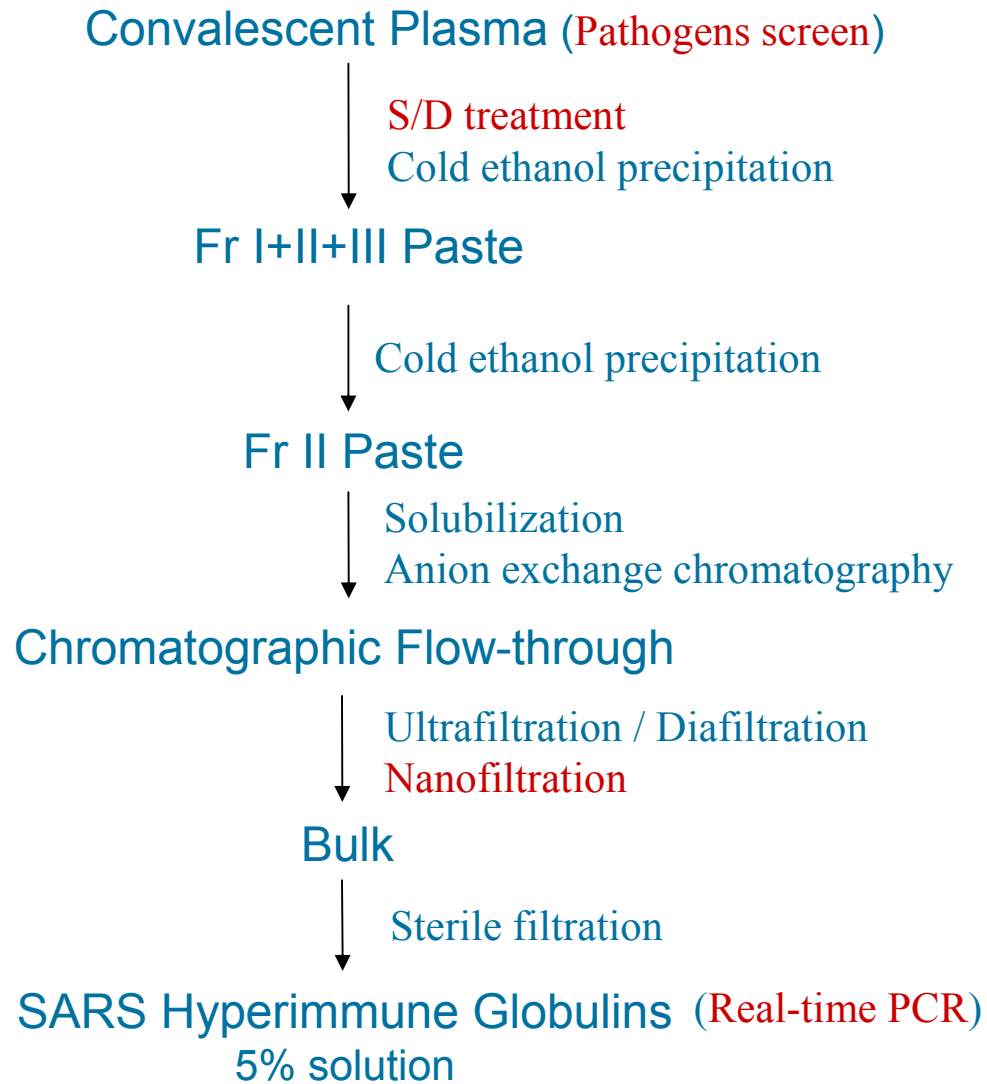 Convalescent Plasma (Pathogens screen)
S/D treatment
Cold ethanol precipitation
Fr I+II+III Paste
Cold ethanol precipitation
Fr II Paste
Solubilization
Anion exchange chromatography
Chromatographic Flow-through
Ultrafiltration / Diafiltration
Nanofiltration
Bulk
Sterile filtration
SARS Hyperimmune Globulins (Real-time PCR)
5% solution